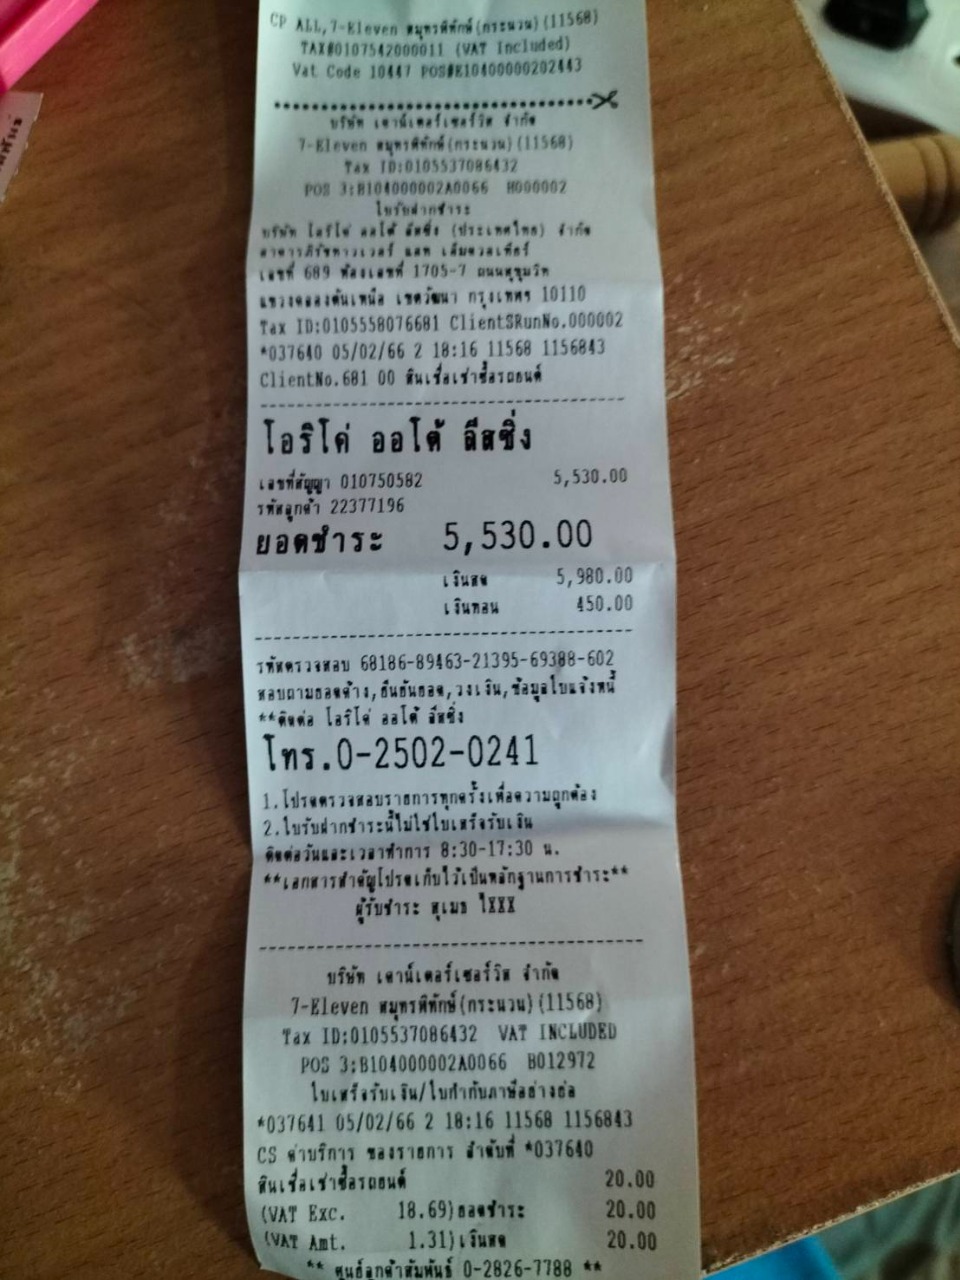 CP ALL,7-Eleven สมุทรพิทักษ์(กระนวน)(11568)
TAX#0107542000011 (VAT Included)
Vat Code 10447 POS#E10400000202443
บริษัท เคาน์เตอร์เซอร์วิส จำกัด
7-Eleven สมุทรพิทักษ์(กระนวน)(11568)
Tax ID:0105537086432
POS 3:B104000002A0066 H000002
ใบรับฝากชำระ
บริษัท โอริโค่ ออโต้ ลีสซิ่ง (ประเทศไทย) จำกัด
อาคารภิรัชทาวเวอร์ แอท เอ็มควอเทียร์
เลขที่ 689 ห้องเลขที่ 1705-7 ถนนสุขุมวิท
แขวงคลองตันเหนือ เขตวัฒนา กรุงเทพฯ 10110
Tax ID:0105558076681 ClientSRunNo.000002
*037640 05/02/66 2 18:16 11568 1156843
ClientNo.681 00 สินเชื่อเช่าซื้อรถยนต์
โอริโค่ ออโต้ ลีสซิ่ง
เลขที่สัญญา 010750582 5,530.00
รหัสลูกค้า 22377196
ยอดชำระ 5,530.00
เงินสด 5,980.00
เงินทอน 450.00
รหัสตรวจสอบ 68186-89463-21395-69388-602
สอบถามยอดค้าง,ยืนยันยอด,วงเงิน,ข้อมูลใบแจ้งหนี้
**ติดต่อ โอริโค่ ออโต้ ลีสซิ่ง
โทร.0-2502-0241
1.โปรดตรวจสอบรายการทุกครั้งเพื่อความถูกต้อง
2.ใบรับฝากชำระนี้ไม่ใช่ใบเสร็จรับเงิน
ติดต่อวันและเวลาทำการ 8:30-17:30 น.
**เอกสารสำคัญโปรดเก็บไว้เป็นหลักฐานการชำระ**
ผู้รับชำระ สุเมธ ไXXX
บริษัท เคาน์เตอร์เซอร์วิส จำกัด
7-Eleven สมุทรพิทักษ์(กระนวน)(11568)
Tax ID:0105537086432 VAT INCLUDED
POS 3:B104000002A0066 B012972
ใบเสร็จรับเงิน/ใบกำกับภาษีอย่างย่อ
*037641 05/02/66 2 18:16 11568 1156843
CS ค่าบริการ ของรายการ ลำดับที่ *037640
สินเชื่อเช่าซื้อรถยนต์ 20.00
(VAT Exc. 18.69)ยอดชำระ 20.00
(VAT Amt. 1.31)เงินสด 20.00
** ศูนย์ลูกค้าสัมพันธ์ 0-2826-7788 **